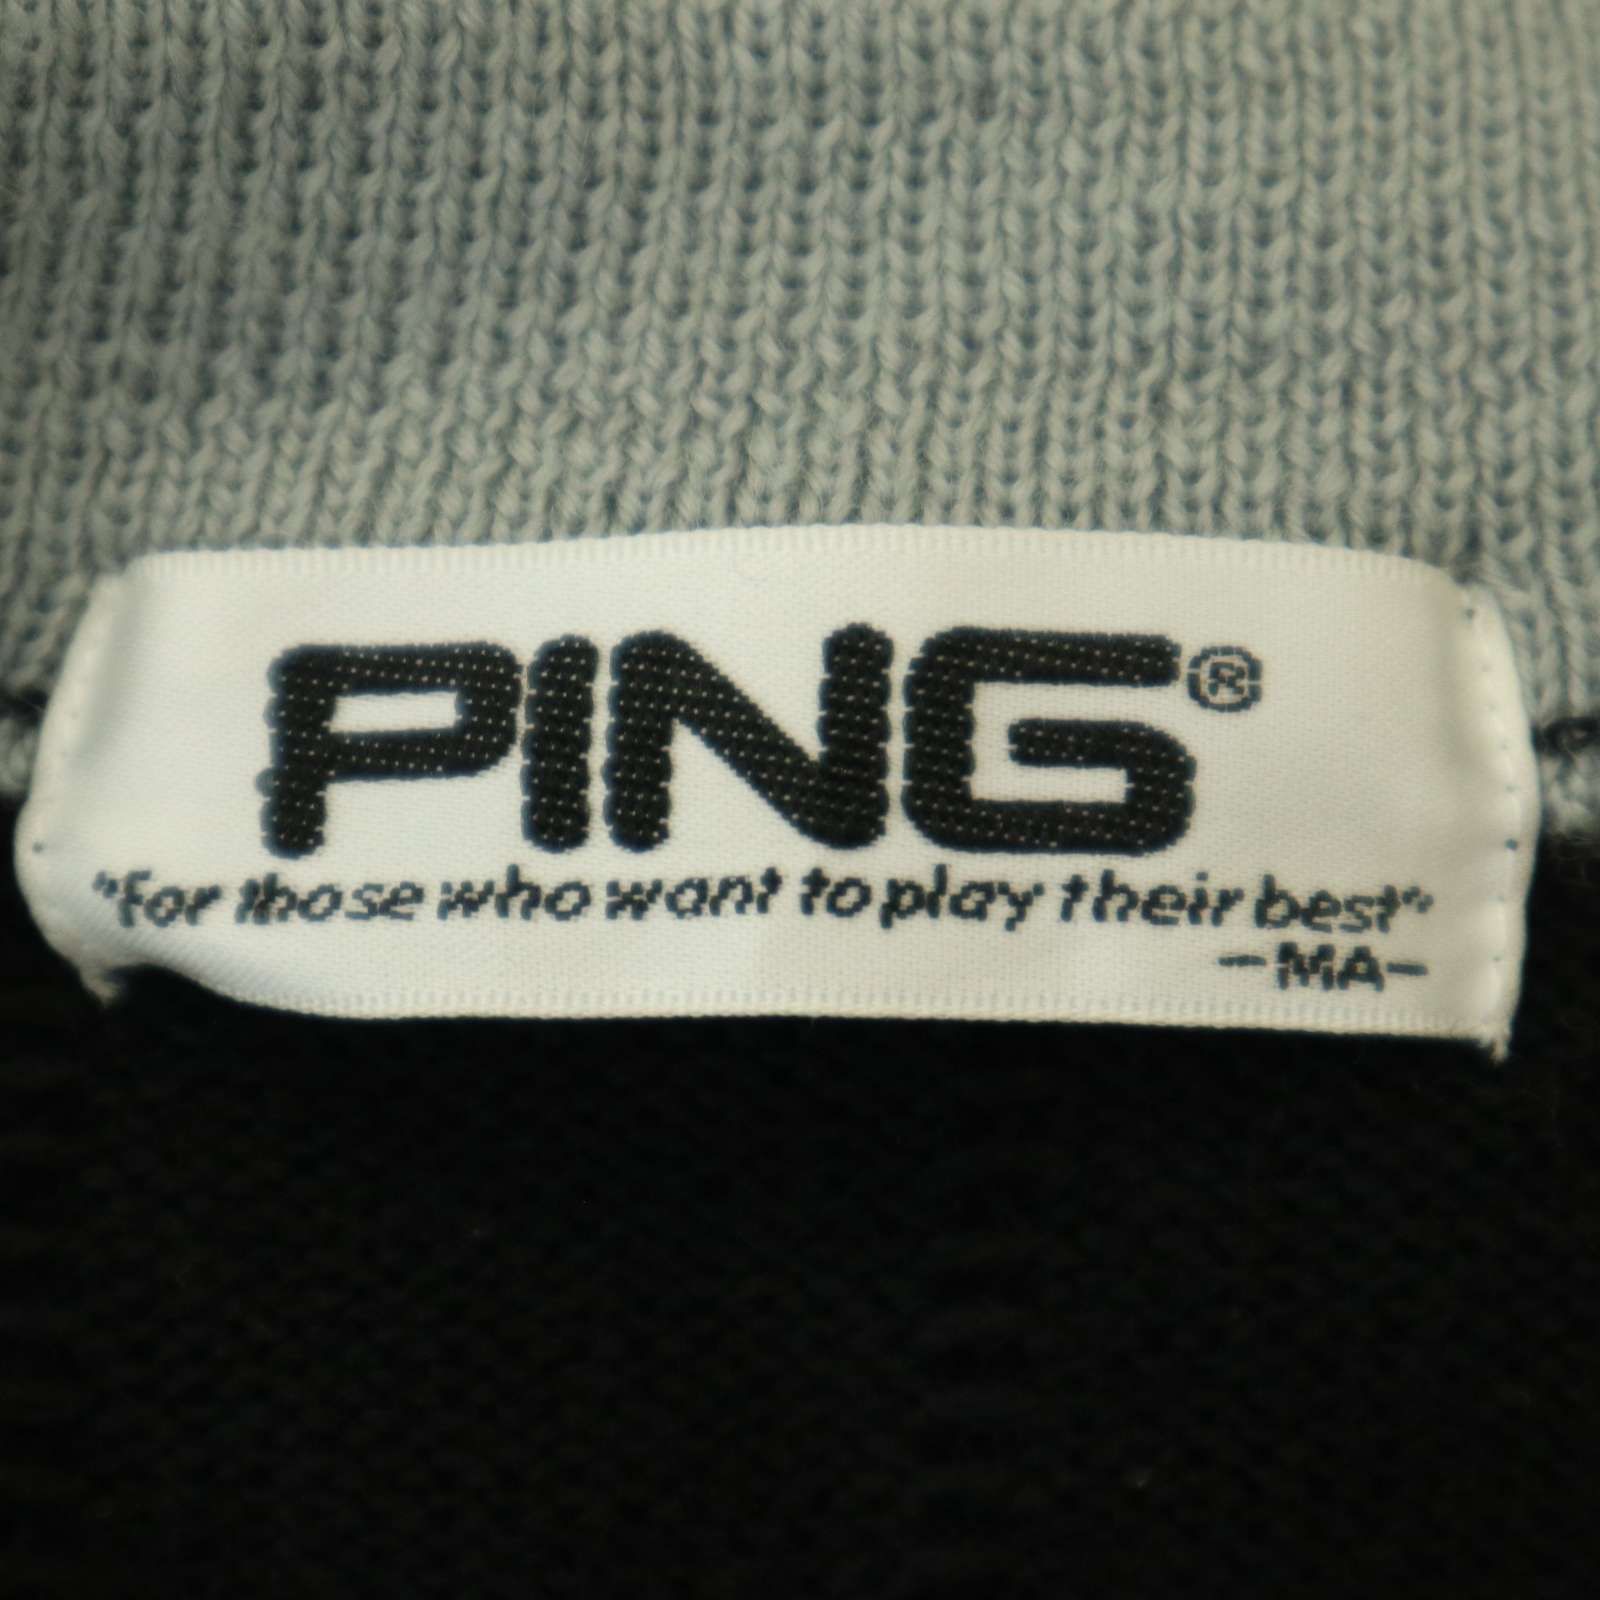 PING®
"For those who want to play their best"
-MA-